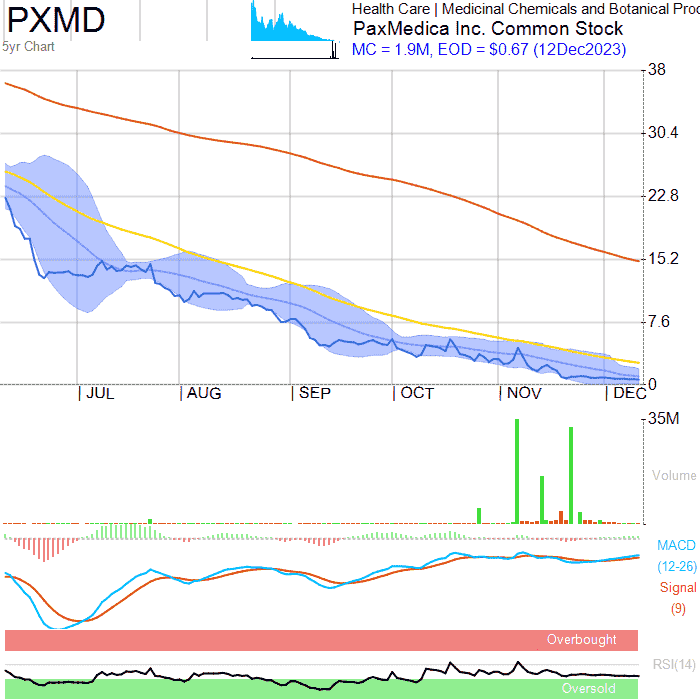 PXMD
Health Care | Medicinal Chemicals and Botanical Proc
PaxMedica Inc. Common Stock
5yr Chart
MC = 1.9M, EOD = $0.67 (12Dec2023)
38
30.4
22.8
15.2
7.6
0
| JUL | AUG | SEP | OCT | NOV | DEC
35M
Volume
MACD
(12-26)
Signal
(9)
Overbought
RSI(14)
Oversold